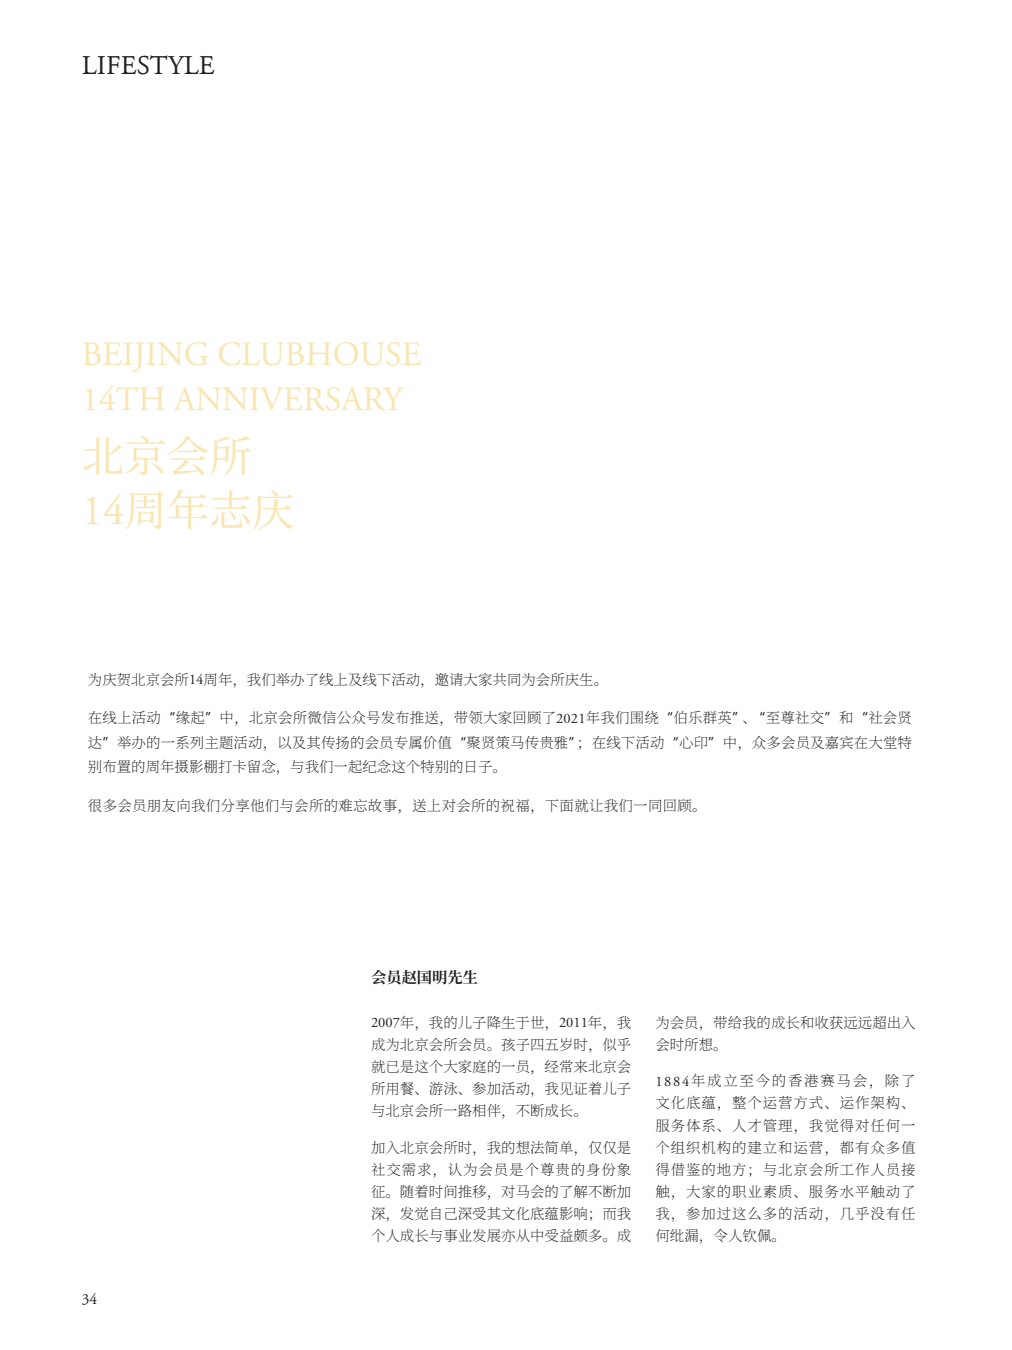 LIFESTYLE
BEIJING CLUBHOUSE
14TH ANNIVERSARY
北京会所
14周年志庆
为庆贺北京会所14周年，我们举办了线上及线下活动，邀请大家共同为会所庆生。
在线上活动“缘起”中，北京会所微信公众号发布推送，带领大家回顾了2021年我们围绕“伯乐群英”、“至尊社交”和“社会贤
达”举办的一系列主题活动，以及其传扬的会员专属价值“聚贤策马传贵雅”；在线下活动“心印”中，众多会员及嘉宾在大堂特
别布置的周年摄影棚打卡留念，与我们一起纪念这个特别的日子。
很多会员朋友向我们分享他们与会所的难忘故事，送上对会所的祝福，下面就让我们一同回顾。
会员赵国明先生
2007年，我的儿子降生于世，2011年，我
成为北京会所会员。孩子四五岁时，似乎
就已是这个大家庭的一员，经常来北京会
所用餐、游泳、参加活动，我见证着儿子
与北京会所一路相伴，不断成长。
加入北京会所时，我的想法简单，仅仅是
社交需求，认为会员是个尊贵的身份象
征。随着时间推移，对马会的了解不断加
深，发觉自己深受其文化底蕴影响；而我
个人成长与事业发展亦从中受益颇多。成
为会员，带给我的成长和收获远远超出入
会时所想。
1884年成立至今的香港赛马会，除了
文化底蕴，整个运营方式、运作架构、
服务体系、人才管理，我觉得对任何一
个组织机构的建立和运营，都有众多值
得借鉴的地方；与北京会所工作人员接
触，大家的职业素质、服务水平触动了
我，参加过这么多的活动，几乎没有任
何纰漏，令人钦佩。
34